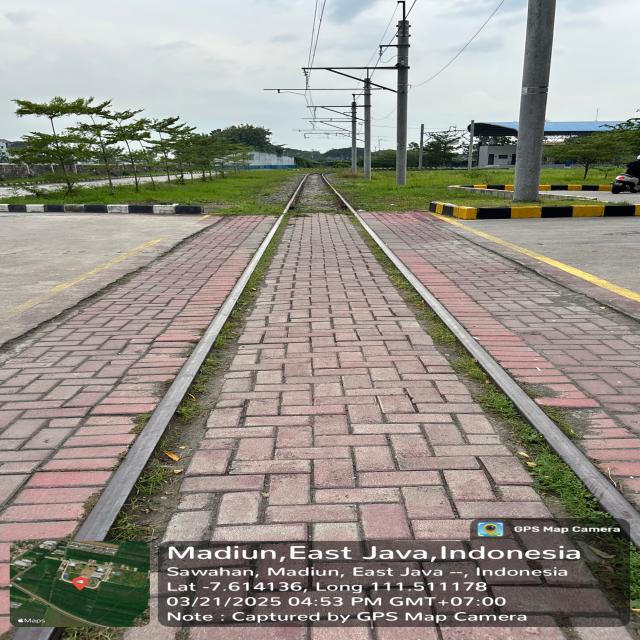 GPS Map Camera
Madiun,East Java,Indonesia
Sawahan, Madiun, East Java --, Indonesia
Lat -7.614136, Long 111.511178
03/21/2025 04:53 PM GMT+07:00
Note : Captured by GPS Map Camera
Maps